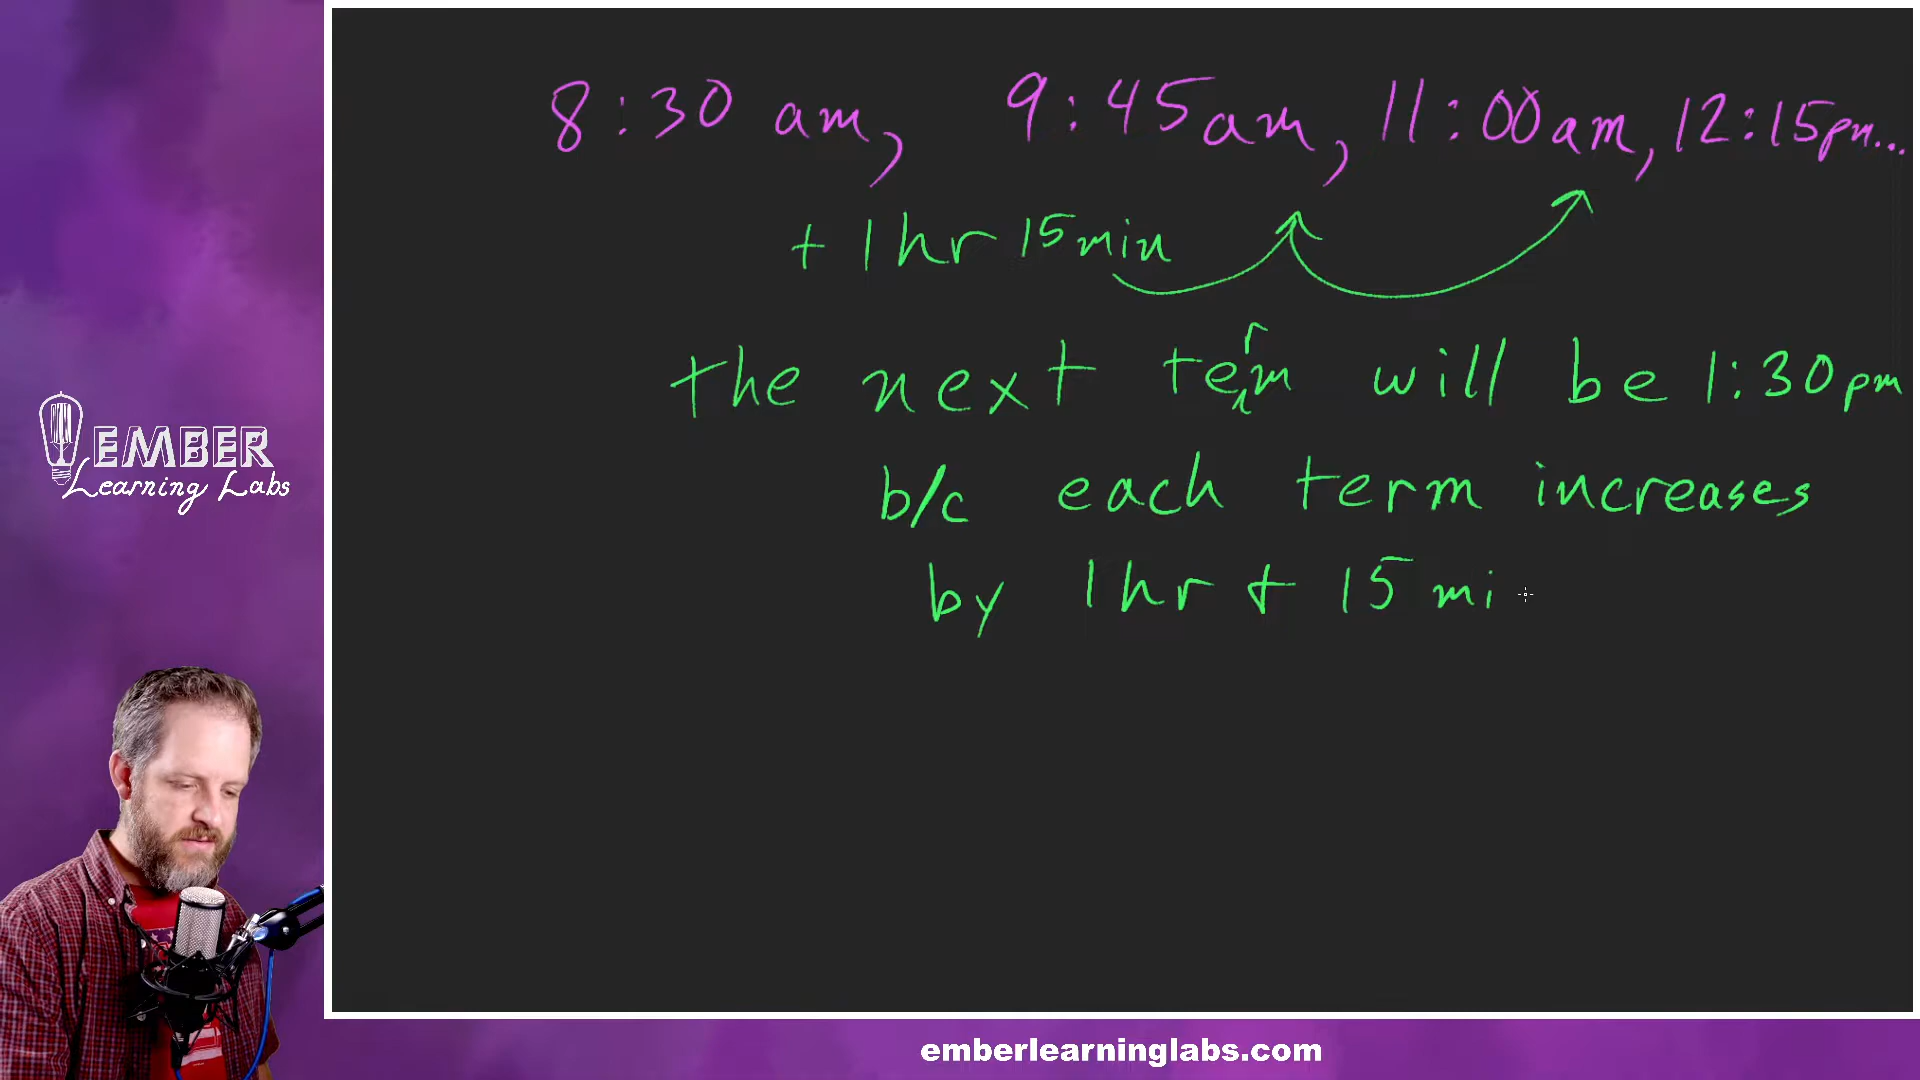 8:30 am, 9:45am, 11:00am, 12:15pm...
+ 1hr 15min
the next term will be 1:30pm
b/c each term increases
by 1hr + 15 mi
EMBER
Learning Labs
emberlearninglabs.com